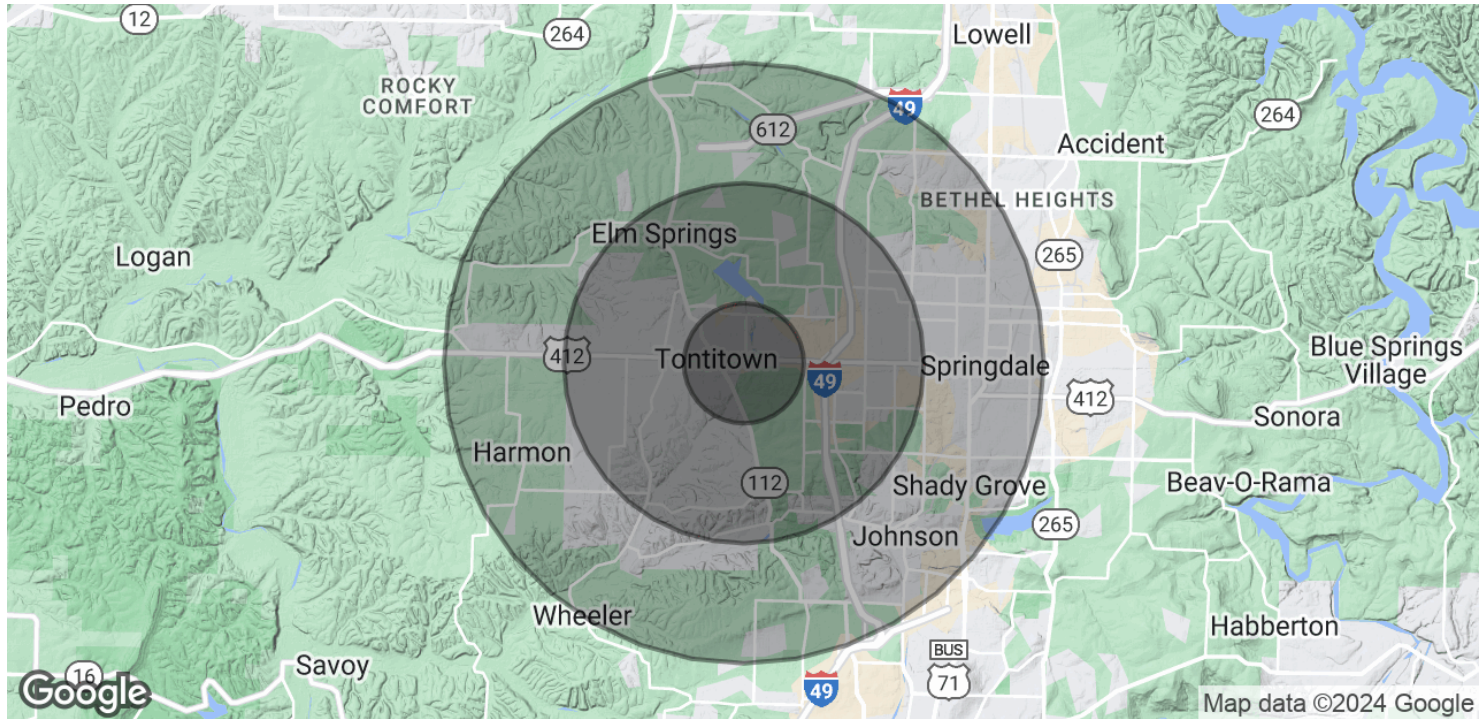 12
264
Lowell
ROCKY
COMFORT
49
612
264
Accident
BETHEL HEIGHTS
Elm Springs
265
Logan
412
Tontitown
49
Springdale
Blue Springs
Village
412
Pedro
Sonora
Harmon
112
Shady Grove
Beav-O-Rama
265
Johnson
Wheeler
Habberton
BUS
71
Savoy
16
49
Google
Map data ©2024 Google